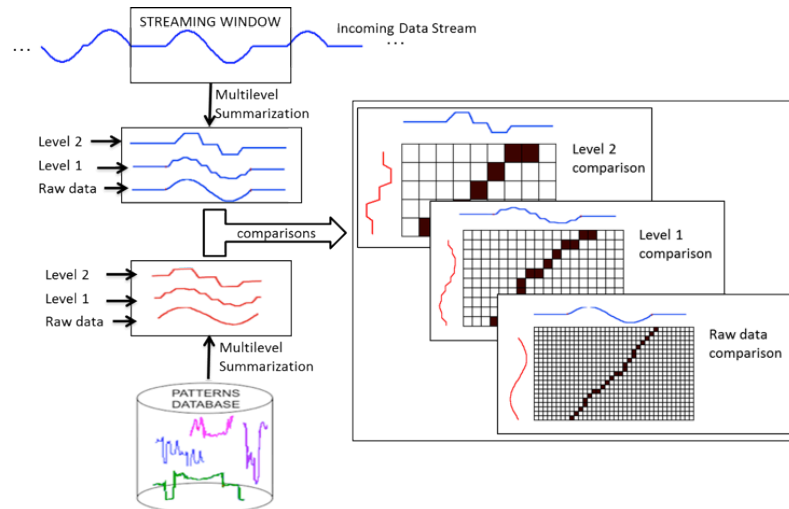 STREAMING WINDOW
Incoming Data Stream
...
...
Multilevel
Summarization
Level 2
Level 1
Raw data
comparisons
Level 2
Level 1
Raw data
Multilevel
Summarization
PATTERNS
DATABASE
Level 2
comparison
Level 1
comparison
Raw data
comparison